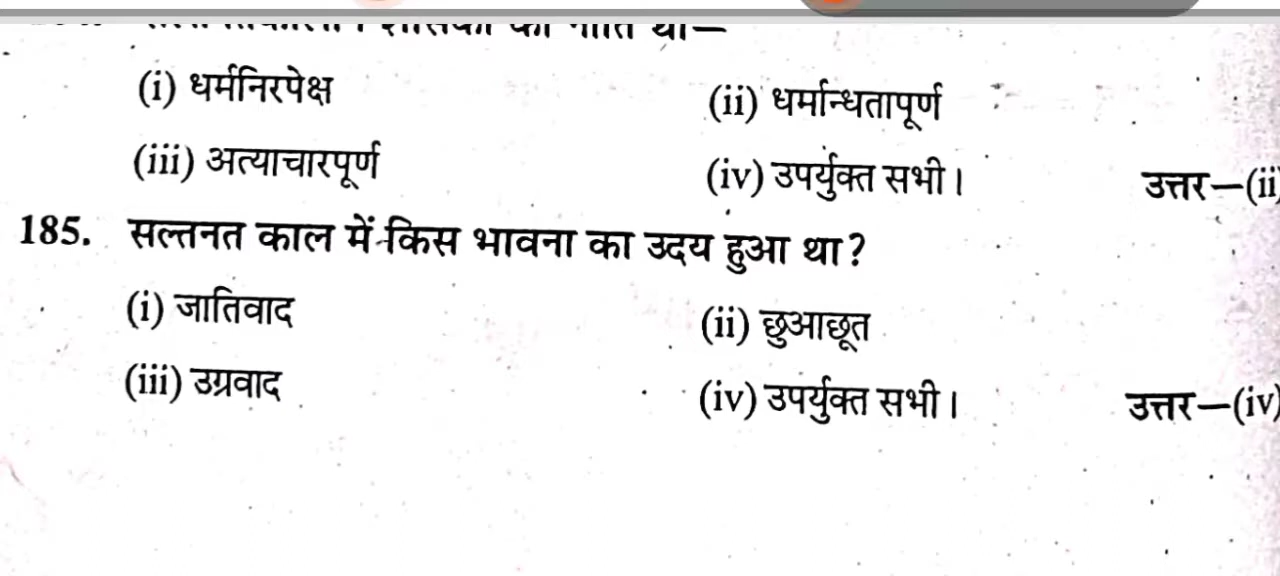 था—
(i) धर्मनिरपेक्ष (ii) धर्मान्धतापूर्ण
(iii) अत्याचारपूर्ण (iv) उपर्युक्त सभी। उत्तर—(ii)
185. सल्तनत काल में किस भावना का उदय हुआ था?
(i) जातिवाद (ii) छुआछूत
(iii) उग्रवाद (iv) उपर्युक्त सभी। उत्तर—(iv)